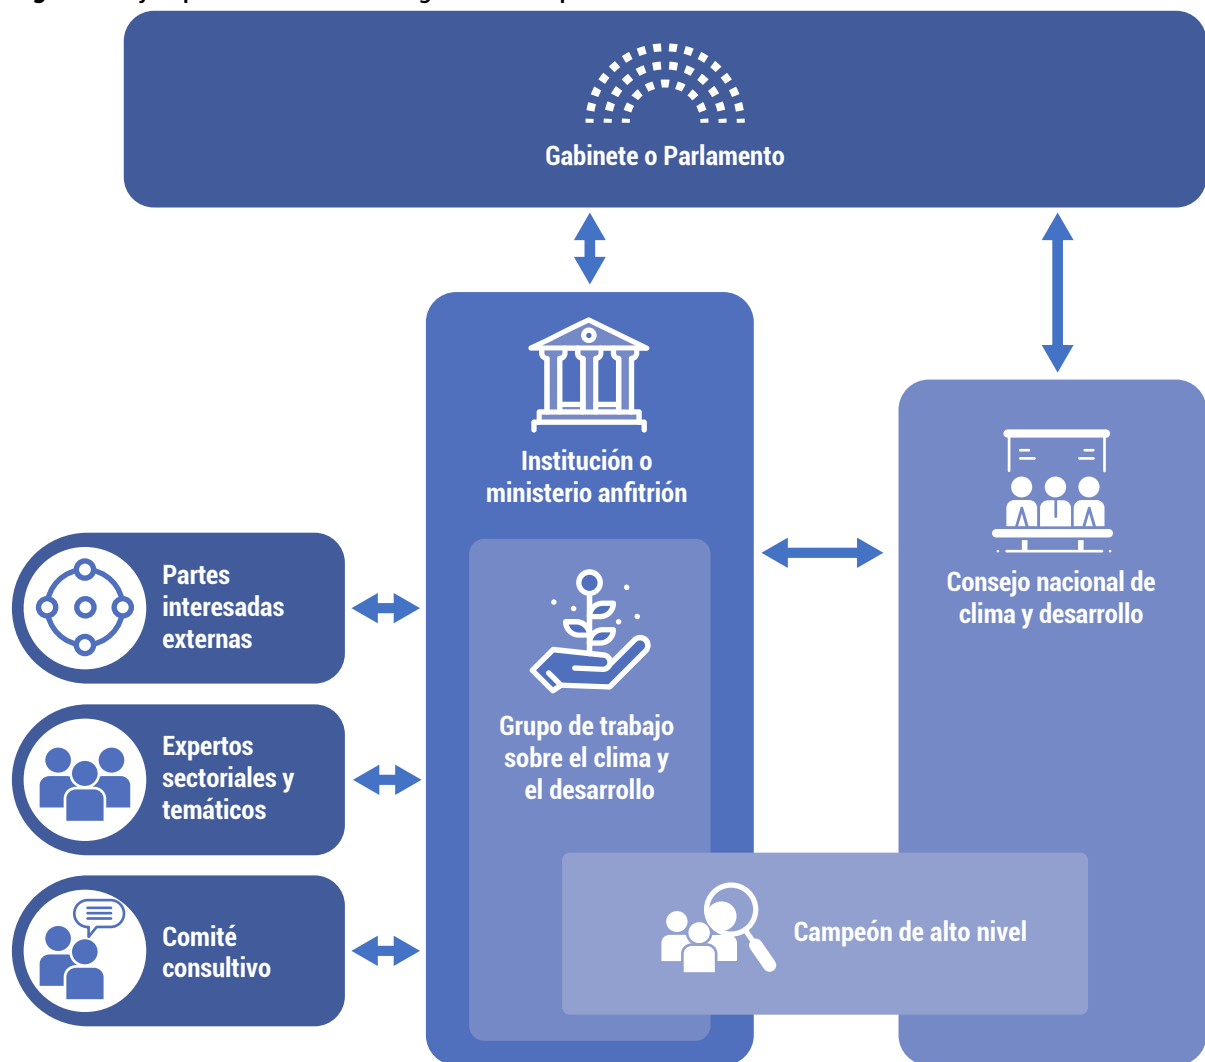 Gabinete o Parlamento
Institución o
ministerio anfitrión
Consejo nacional de
clima y desarrollo
Partes
interesadas
externas
Grupo de trabajo
sobre el clima y
el desarrollo
Expertos
sectoriales y
temáticos
Comité
consultivo
Campeón de alto nivel